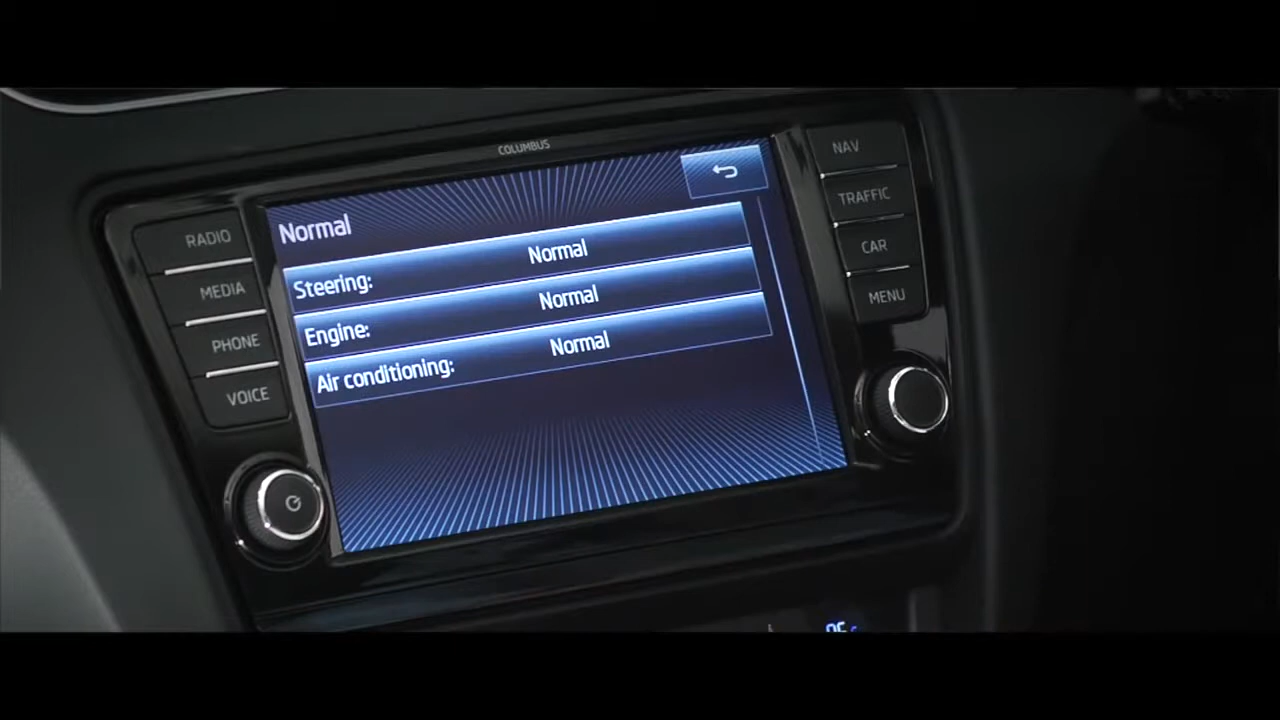 COLUMBUS
RADIO
MEDIA
PHONE
VOICE
Normal
Steering: Normal
Engine: Normal
Air conditioning: Normal
NAV
TRAFFIC
CAR
MENU